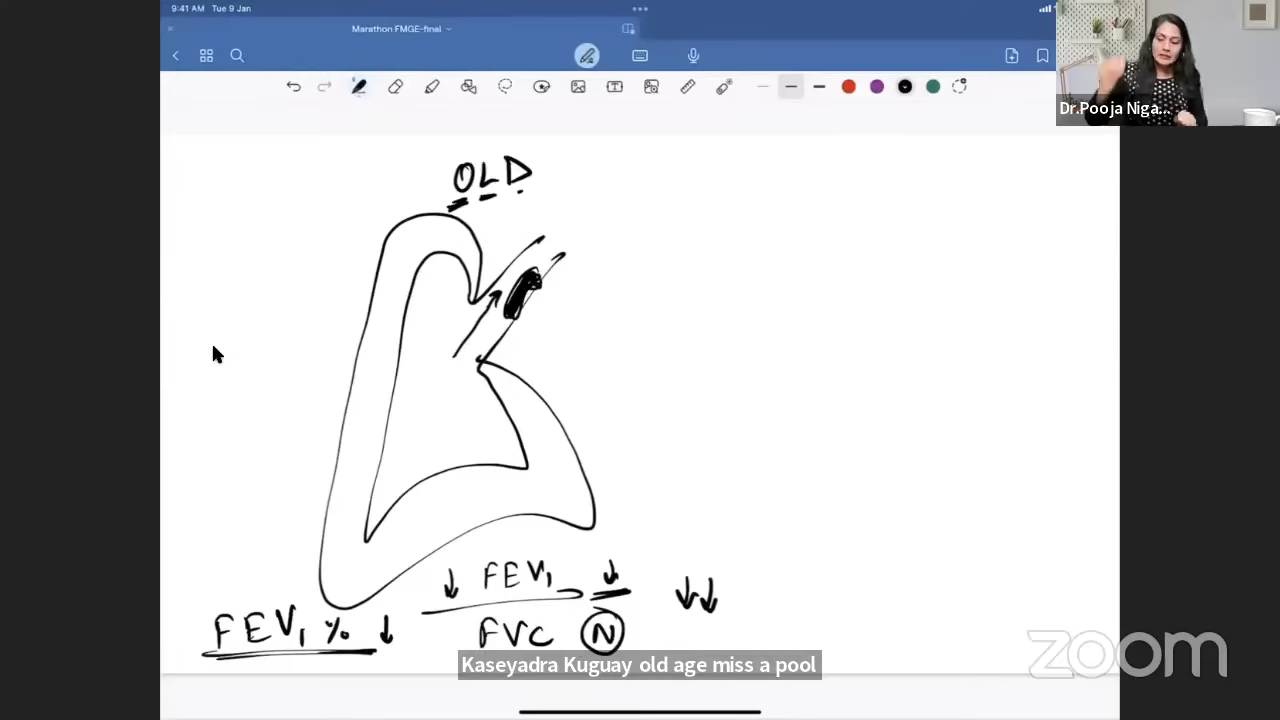 9:41 AM Tue 9 Jan
Marathon FMGE-final
Dr.Pooja Niga...
OLD
↓ FEV₁ ↓
FVC N ↓↓
FEV₁ % ↓
Kaseyadra Kuguay old age miss a pool
zoom